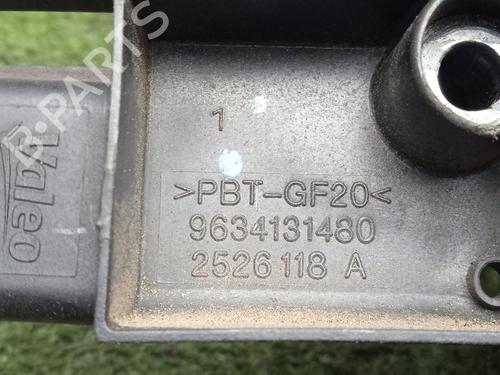 B-PARTS
1
>PBT-GF20<
9634131480
2526118 A
Valeo